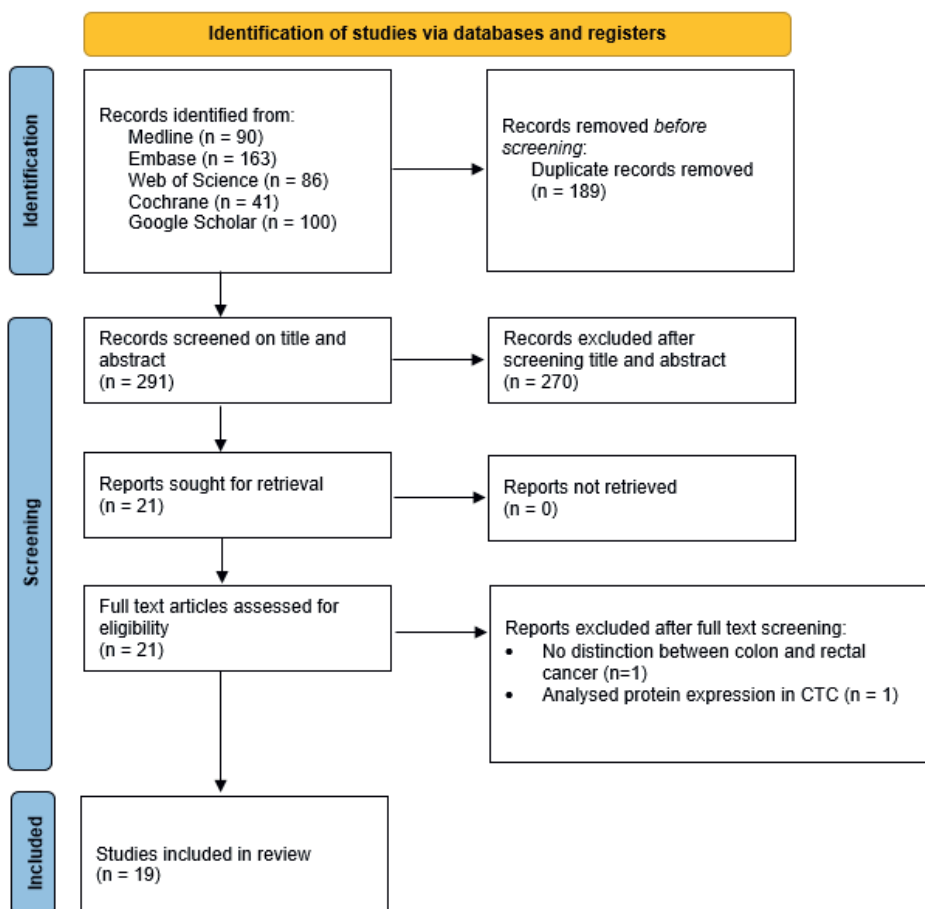 Identification of studies via databases and registers
Identification
Records identified from:
Medline (n = 90)
Embase (n = 163)
Web of Science (n = 86)
Cochrane (n = 41)
Google Scholar (n = 100)
Records removed before
screening:
Duplicate records removed
(n = 189)
Screening
Records screened on title and
abstract
(n = 291)
Records excluded after
screening title and abstract
(n = 270)
Reports sought for retrieval
(n = 21)
Reports not retrieved
(n = 0)
Full text articles assessed for
eligibility
(n = 21)
Reports excluded after full text screening:
• No distinction between colon and rectal
cancer (n=1)
• Analysed protein expression in CTC (n = 1)
Included
Studies included in review
(n = 19)